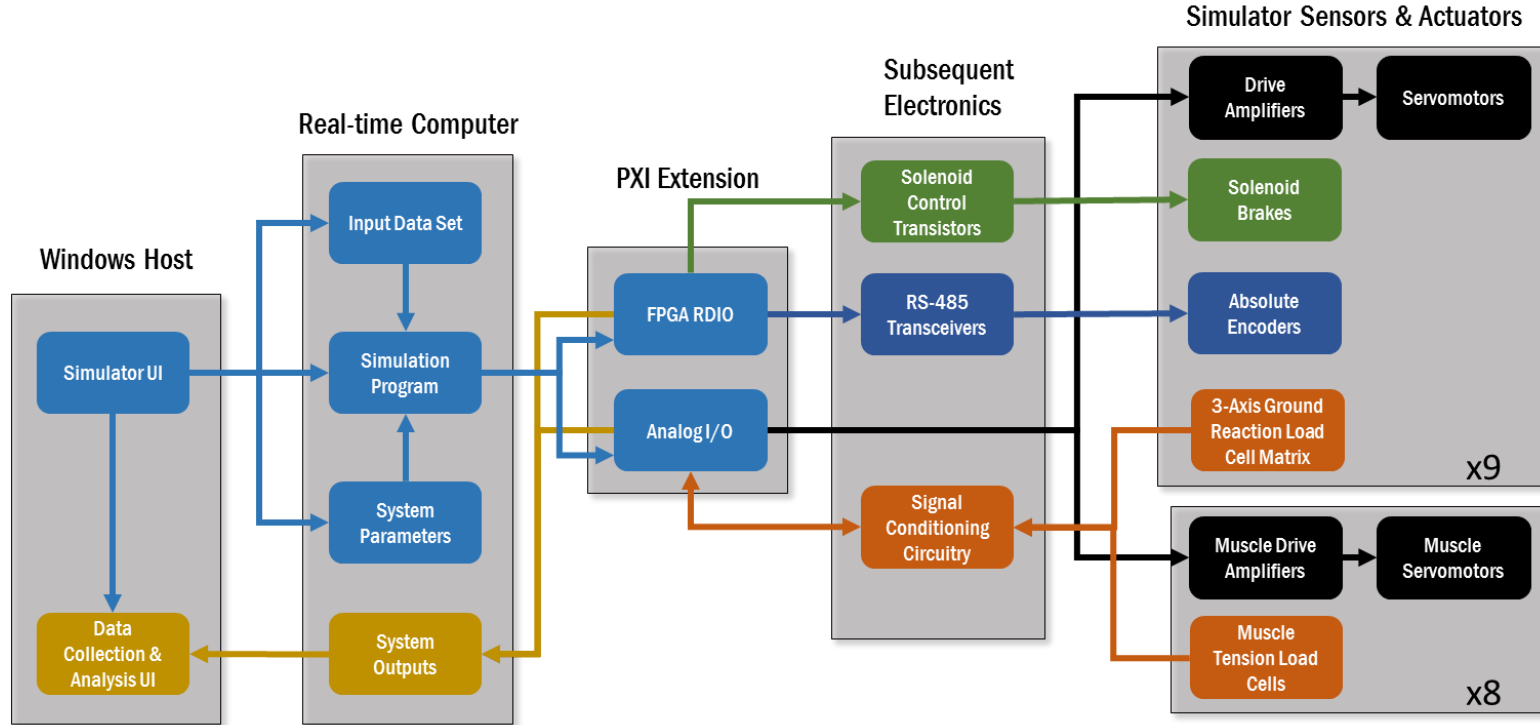 Simulator Sensors & Actuators
Subsequent
Electronics
Real-time Computer
PXI Extension
Windows Host
Drive
Amplifiers
Servomotors
Solenoid
Control
Transistors
Solenoid
Brakes
Input Data Set
FPGA RDIO
RS-485
Transceivers
Absolute
Encoders
Simulator UI
Simulation
Program
Analog I/O
3-Axis Ground
Reaction Load
Cell Matrix
x9
System
Parameters
Signal
Conditioning
Circuitry
Muscle Drive
Amplifiers
Muscle
Servomotors
Data
Collection &
Analysis UI
System
Outputs
Muscle
Tension Load
Cells
x8